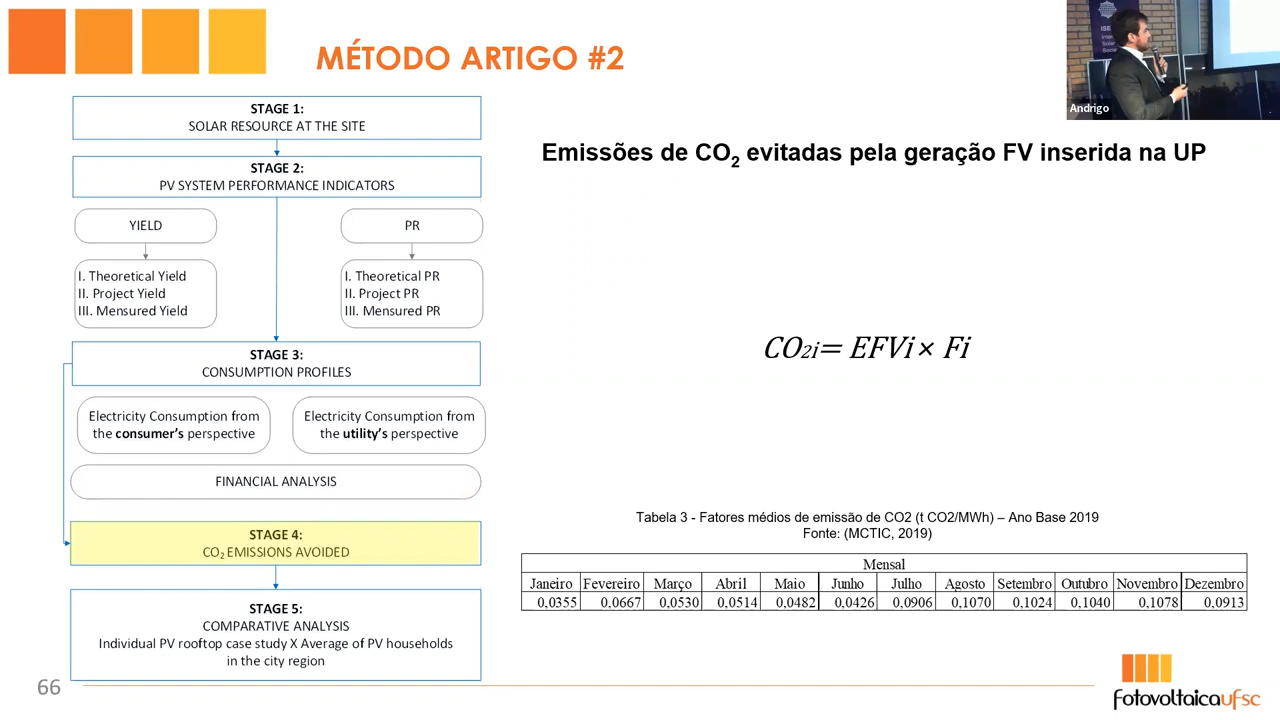 MÉTODO ARTIGO #2
Andrigo
STAGE 1:
SOLAR RESOURCE AT THE SITE
STAGE 2:
PV SYSTEM PERFORMANCE INDICATORS
YIELD
PR
I. Theoretical Yield
II. Project Yield
III. Mensured Yield
I. Theoretical PR
II. Project PR
III. Mensured PR
STAGE 3:
CONSUMPTION PROFILES
Electricity Consumption from
the consumer's perspective
Electricity Consumption from
the utility's perspective
FINANCIAL ANALYSIS
STAGE 4:
CO2 EMISSIONS AVOIDED
STAGE 5:
COMPARATIVE ANALYSIS
Individual PV rooftop case study X Average of PV households
in the city region
Emissões de CO2 evitadas pela geração FV inserida na UP
CO2i= EFVi × Fi
Tabela 3 - Fatores médios de emissão de CO2 (t CO2/MWh) – Ano Base 2019
Fonte: (MCTIC, 2019)
Mensal
Janeiro Fevereiro Março Abril Maio Junho Julho Agosto Setembro Outubro Novembro Dezembro
0,0355 0,0667 0,0530 0,0514 0,0482 0,0426 0,0906 0,1070 0,1024 0,1040 0,1078 0,0913
66
fotovoltaicaufsc